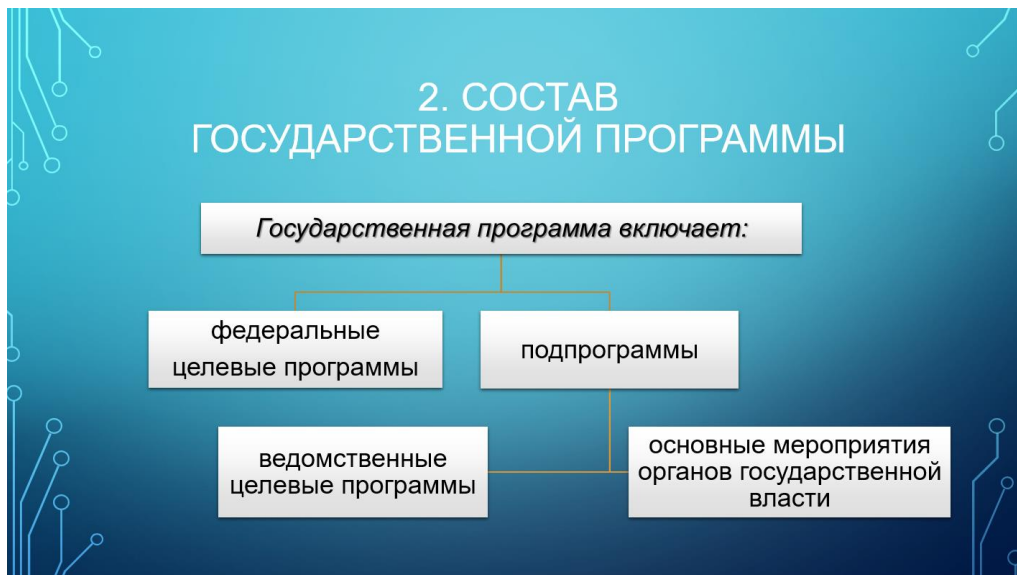 2. СОСТАВ
ГОСУДАРСТВЕННОЙ ПРОГРАММЫ
Государственная программа включает:
федеральные
целевые программы
подпрограммы
ведомственные
целевые программы
основные мероприятия
органов государственной
власти